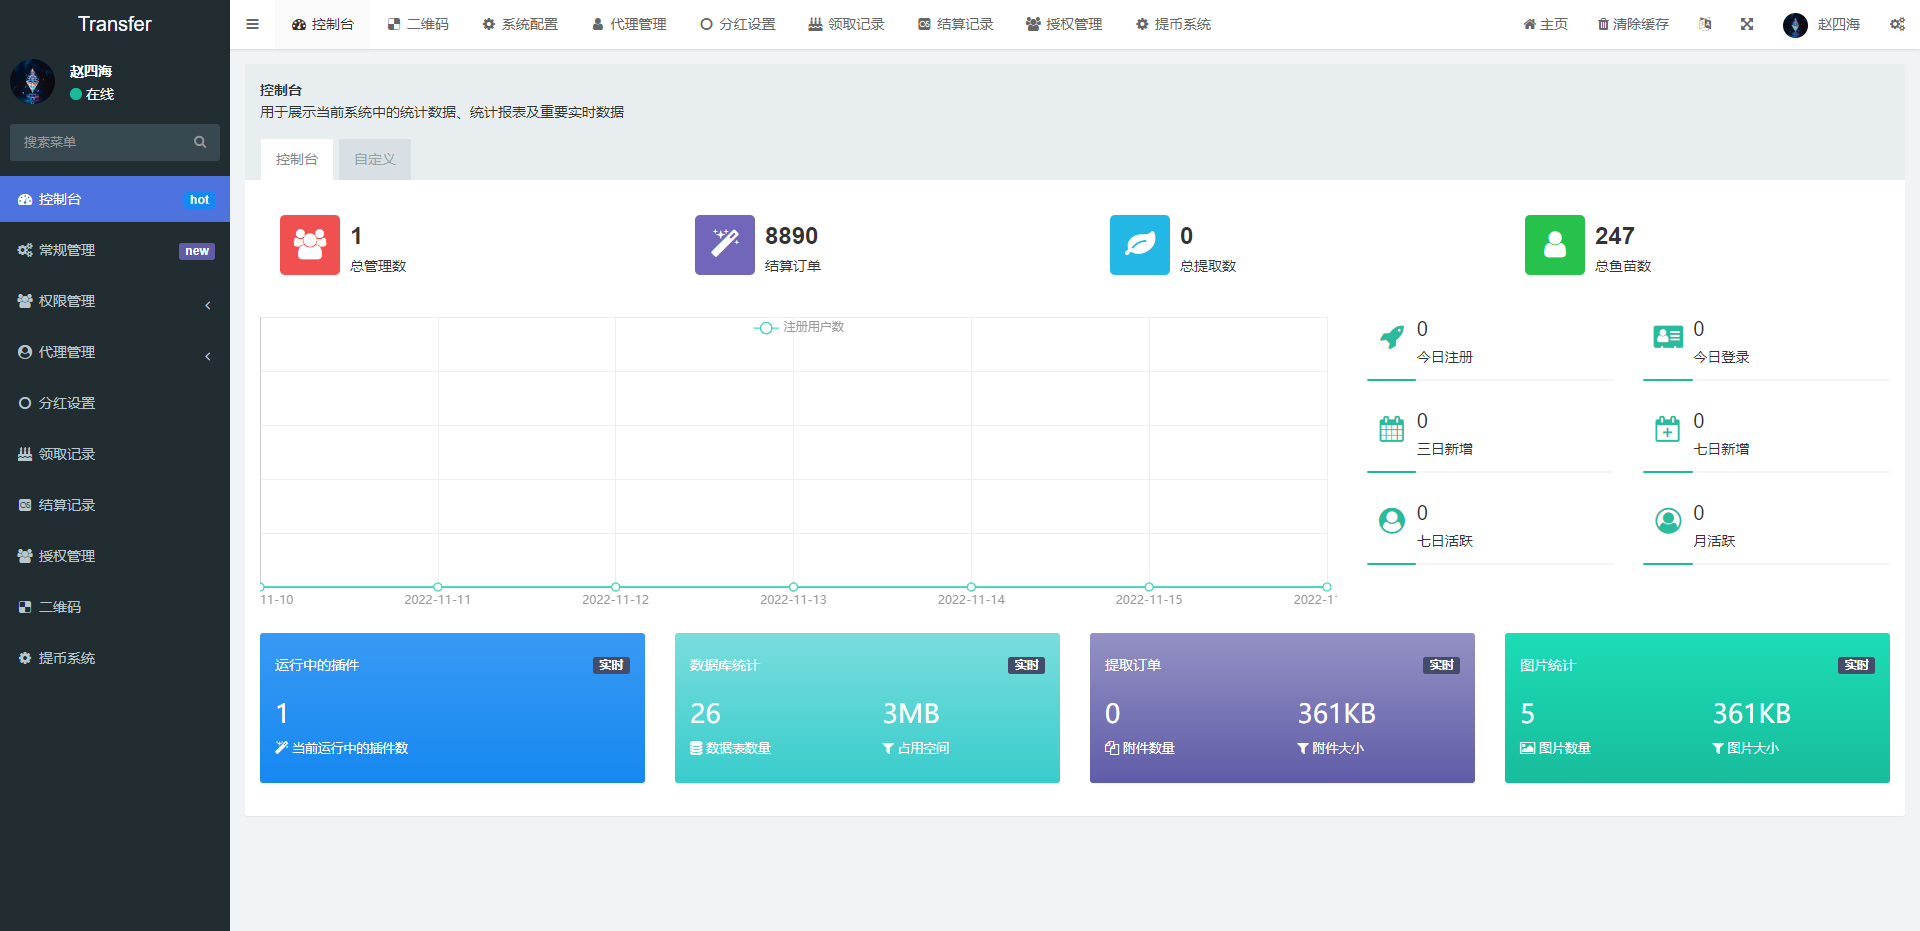 Transfer
赵四海
在线
搜索菜单
控制台 hot
常规管理 new
权限管理
代理管理
分红设置
领取记录
结算记录
授权管理
二维码
提币系统
控制台 二维码 系统配置 代理管理 分红设置 领取记录 结算记录 授权管理 提币系统 主页 清除缓存 赵四海
控制台
用于展示当前系统中的统计数据、统计报表及重要实时数据
控制台 自定义
1
总管理数
8890
结算订单
0
总提取数
247
总鱼苗数
注册用户数
11-10 2022-11-11 2022-11-12 2022-11-13 2022-11-14 2022-11-15 2022-1
0
今日注册
0
今日登录
0
三日新增
0
七日新增
0
七日活跃
0
月活跃
运行中的插件 实时
1
当前运行中的插件数
数据库统计 实时
26 3MB
数据表数量 占用空间
提取订单 实时
0 361KB
附件数量 附件大小
图片统计 实时
5 361KB
图片数量 图片大小